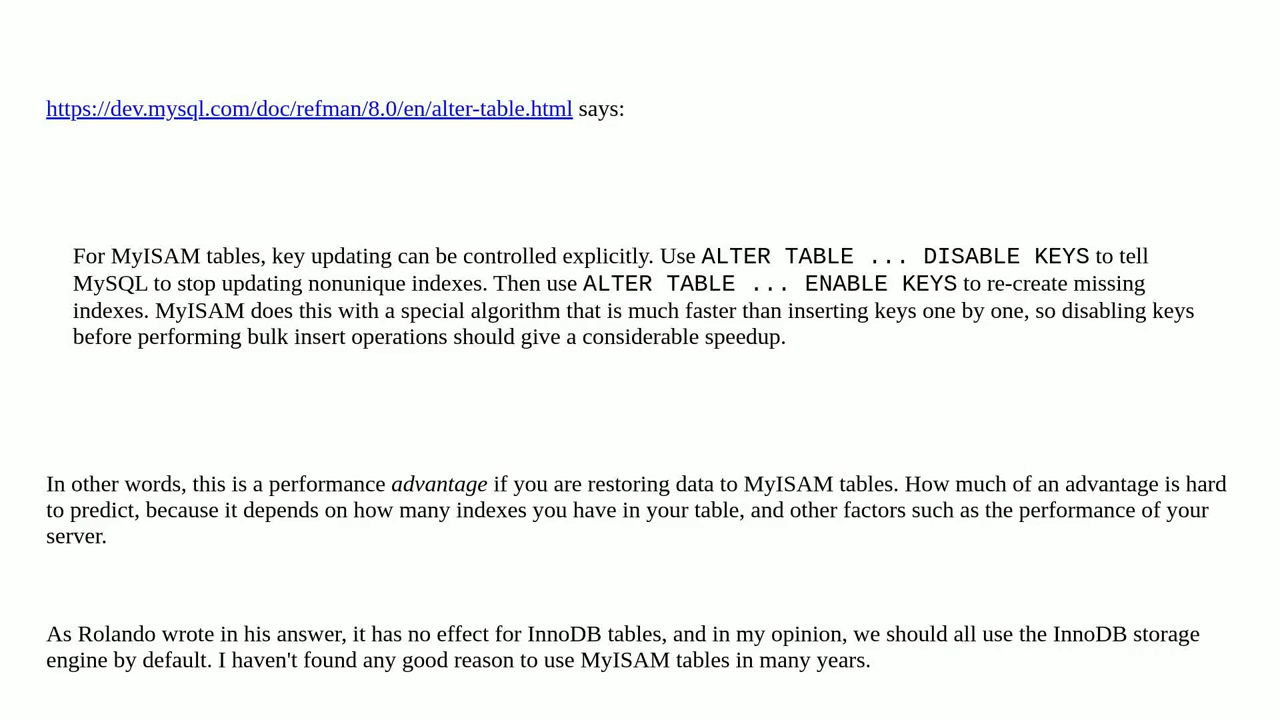 https://dev.mysql.com/doc/refman/8.0/en/alter-table.html says:
For MyISAM tables, key updating can be controlled explicitly. Use ALTER TABLE ... DISABLE KEYS to tell
MySQL to stop updating nonunique indexes. Then use ALTER TABLE ... ENABLE KEYS to re-create missing
indexes. MyISAM does this with a special algorithm that is much faster than inserting keys one by one, so disabling keys
before performing bulk insert operations should give a considerable speedup.
In other words, this is a performance advantage if you are restoring data to MyISAM tables. How much of an advantage is hard
to predict, because it depends on how many indexes you have in your table, and other factors such as the performance of your
server.
As Rolando wrote in his answer, it has no effect for InnoDB tables, and in my opinion, we should all use the InnoDB storage
engine by default. I haven't found any good reason to use MyISAM tables in many years.